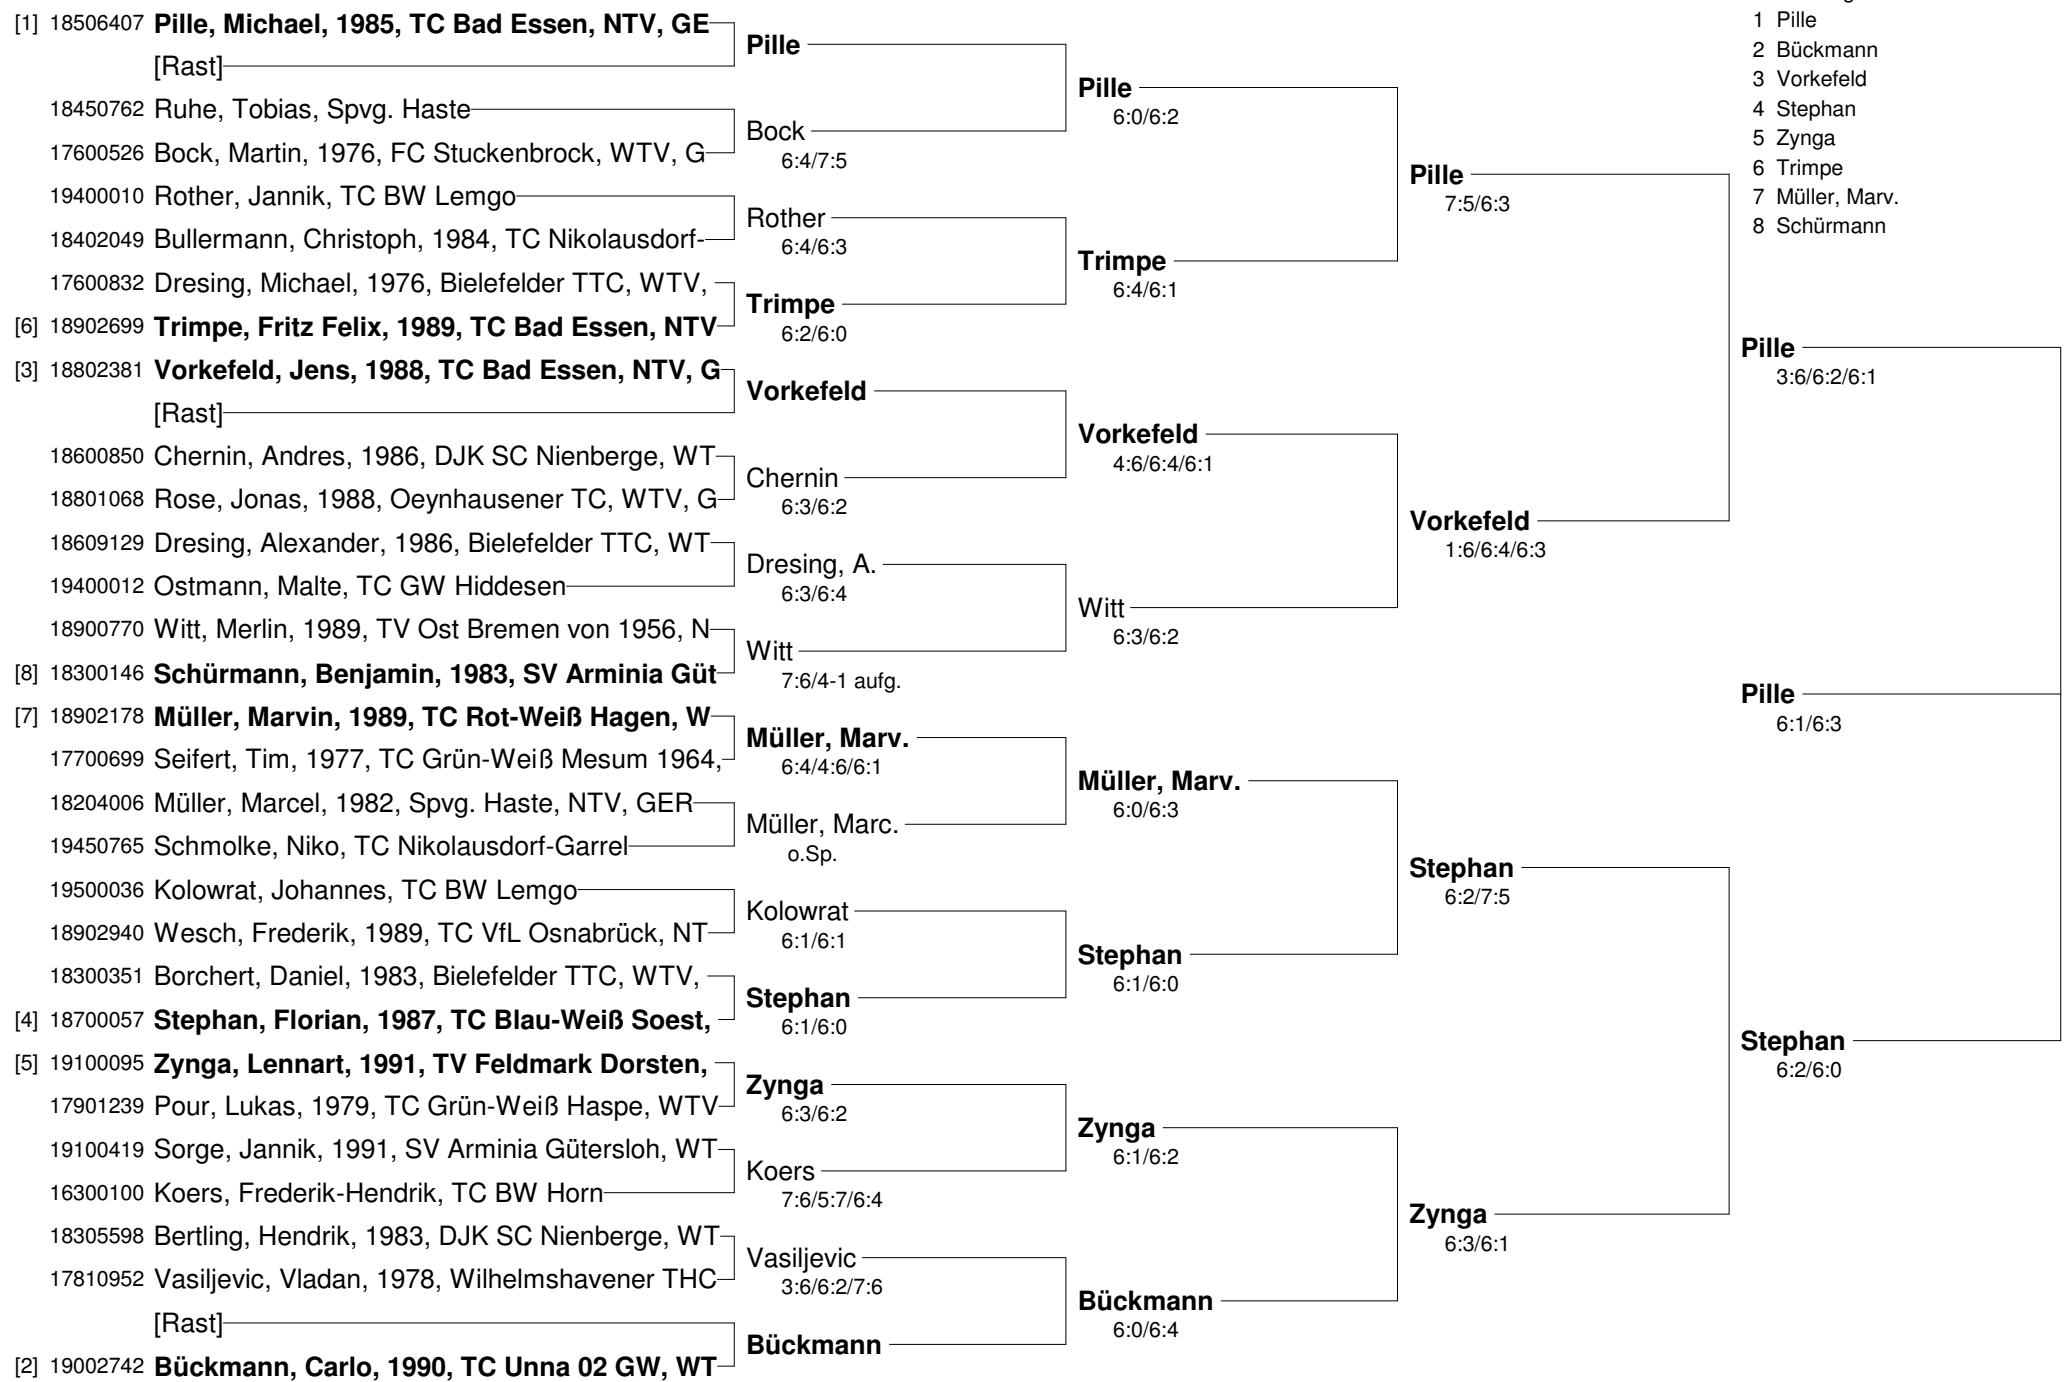 [1] 18506407 Pille, Michael, 1985, TC Bad Essen, NTV, GE
[Rast]
18450762 Ruhe, Tobias, Spvg. Haste
17600526 Bock, Martin, 1976, FC Stuckenbrock, WTV, G
19400010 Rother, Jannik, TC BW Lemgo
18402049 Bullermann, Christoph, 1984, TC Nikolausdorf-
17600832 Dresing, Michael, 1976, Bielefelder TTC, WTV,
[6] 18902699 Trimpe, Fritz Felix, 1989, TC Bad Essen, NTV
[3] 18802381 Vorkefeld, Jens, 1988, TC Bad Essen, NTV, G
[Rast]
18600850 Chernin, Andres, 1986, DJK SC Nienberge, WT
18801068 Rose, Jonas, 1988, Oeynhausener TC, WTV, G
18609129 Dresing, Alexander, 1986, Bielefelder TTC, WT
19400012 Ostmann, Malte, TC GW Hiddesen
18900770 Witt, Merlin, 1989, TV Ost Bremen von 1956, N
[8] 18300146 Schürmann, Benjamin, 1983, SV Arminia Güt
[7] 18902178 Müller, Marvin, 1989, TC Rot-Weiß Hagen, W
17700699 Seifert, Tim, 1977, TC Grün-Weiß Mesum 1964,
18204006 Müller, Marcel, 1982, Spvg. Haste, NTV, GER
19450765 Schmolke, Niko, TC Nikolausdorf-Garrel
19500036 Kolowrat, Johannes, TC BW Lemgo
18902940 Wesch, Frederik, 1989, TC VfL Osnabrück, NT
18300351 Borchert, Daniel, 1983, Bielefelder TTC, WTV,
[4] 18700057 Stephan, Florian, 1987, TC Blau-Weiß Soest,
[5] 19100095 Zynga, Lennart, 1991, TV Feldmark Dorsten,
17901239 Pour, Lukas, 1979, TC Grün-Weiß Haspe, WTV
19100419 Sorge, Jannik, 1991, SV Arminia Gütersloh, WT
16300100 Koers, Frederik-Hendrik, TC BW Horn
18305598 Bertling, Hendrik, 1983, DJK SC Nienberge, WT
17810952 Vasiljevic, Vladan, 1978, Wilhelmshavener THC
[Rast]
[2] 19002742 Bückmann, Carlo, 1990, TC Unna 02 GW, WT
Pille
Bock
6:4/7:5
Rother
6:4/6:3
Trimpe
6:2/6:0
Vorkefeld
Chernin
6:3/6:2
Dresing, A.
6:3/6:4
Witt
7:6/4-1 aufg.
Müller, Marv.
6:4/4:6/6:1
Müller, Marc.
o.Sp.
Kolowrat
6:1/6:1
Stephan
6:1/6:0
Zynga
6:3/6:2
Koers
7:6/5:7/6:4
Vasiljevic
3:6/6:2/7:6
Bückmann
Pille
6:0/6:2
Trimpe
6:4/6:1
Vorkefeld
4:6/6:4/6:1
Witt
6:3/6:2
Müller, Marv.
6:0/6:3
Stephan
6:1/6:0
Zynga
6:1/6:2
Bückmann
6:0/6:4
Pille
7:5/6:3
Vorkefeld
1:6/6:4/6:3
Stephan
6:2/7:5
Zynga
6:3/6:1
Pille
3:6/6:2/6:1
Pille
6:1/6:3
Stephan
6:2/6:0
1 Pille
2 Bückmann
3 Vorkefeld
4 Stephan
5 Zynga
6 Trimpe
7 Müller, Marv.
8 Schürmann